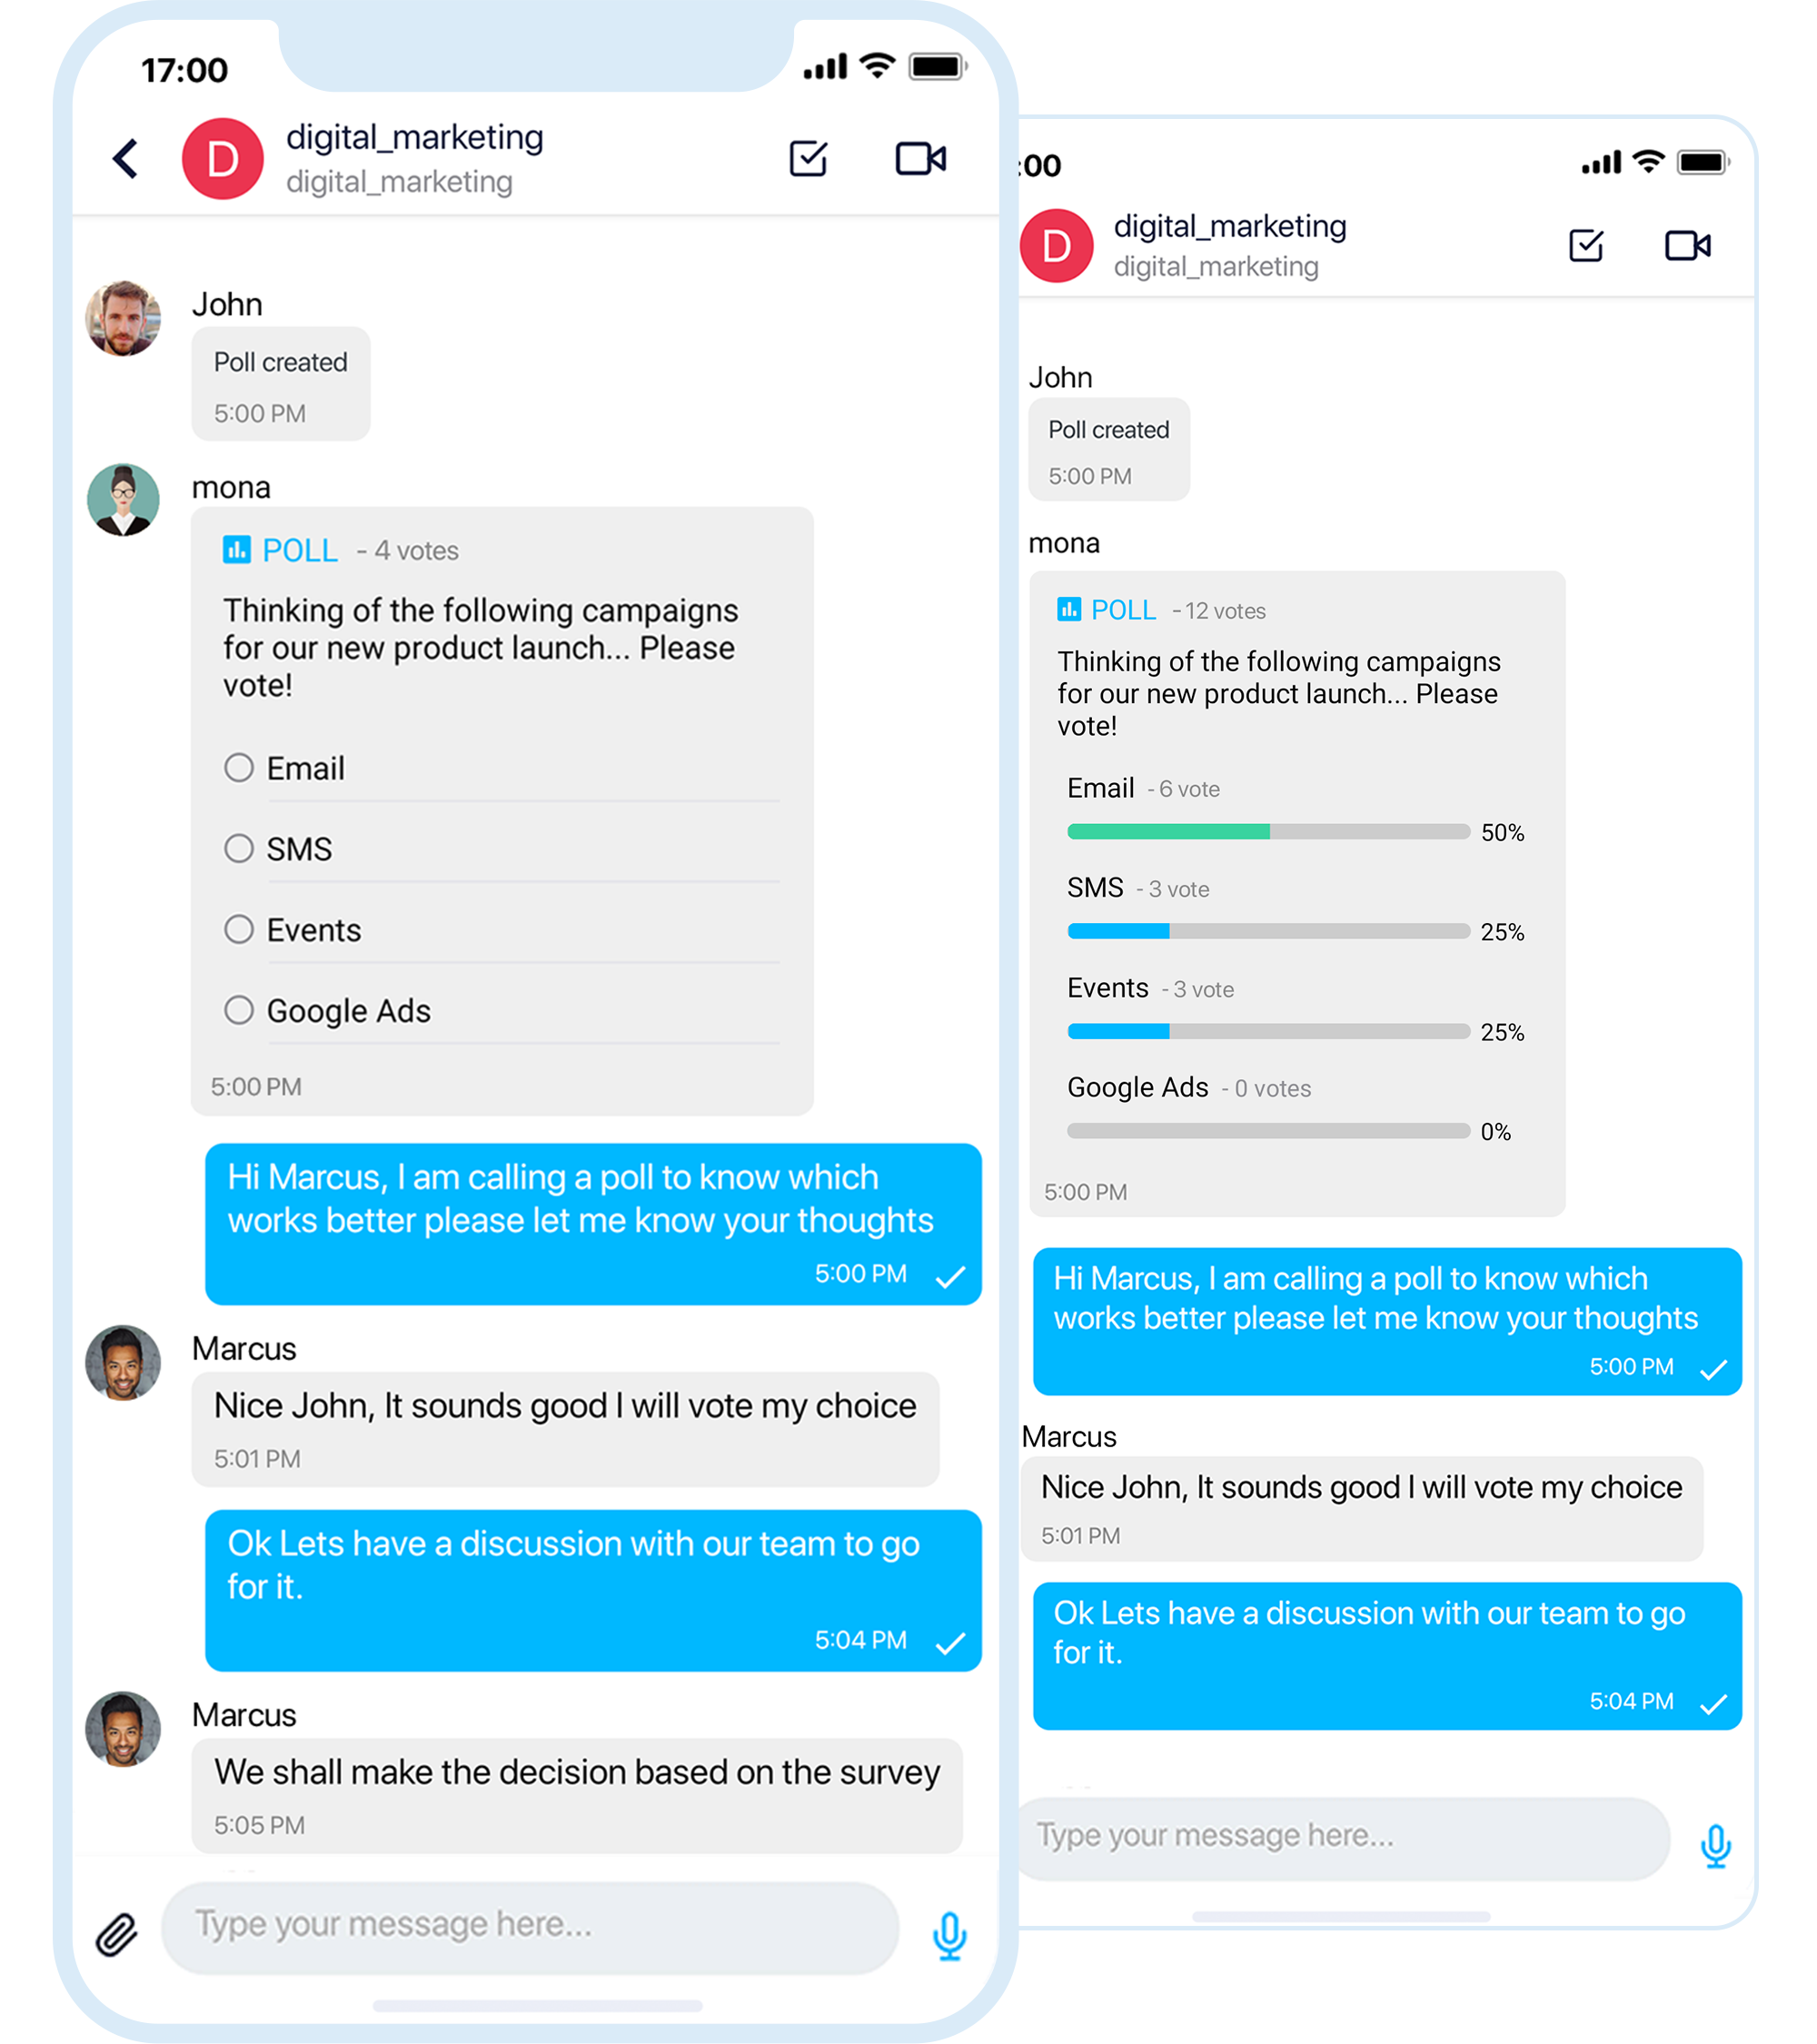 17:00
D
digital_marketing
digital_marketing
John
Poll created
5:00 PM
mona
POLL - 4 votes
Thinking of the following campaigns
for our new product launch... Please
vote!
Email
SMS
Events
Google Ads
5:00 PM
Hi Marcus, I am calling a poll to know which
works better please let me know your thoughts
5:00 PM
Marcus
Nice John, It sounds good I will vote my choice
5:01 PM
Ok Lets have a discussion with our team to go
for it.
5:04 PM
Marcus
We shall make the decision based on the survey
5:05 PM
Type your message here...
:00
D
digital_marketing
digital_marketing
John
Poll created
5:00 PM
mona
POLL - 12 votes
Thinking of the following campaigns
for our new product launch... Please
vote!
Email - 6 vote
50%
SMS - 3 vote
25%
Events - 3 vote
25%
Google Ads - 0 votes
0%
5:00 PM
Hi Marcus, I am calling a poll to know which
works better please let me know your thoughts
5:00 PM
Marcus
Nice John, It sounds good I will vote my choice
5:01 PM
Ok Lets have a discussion with our team to go
for it.
5:04 PM
Type your message here...